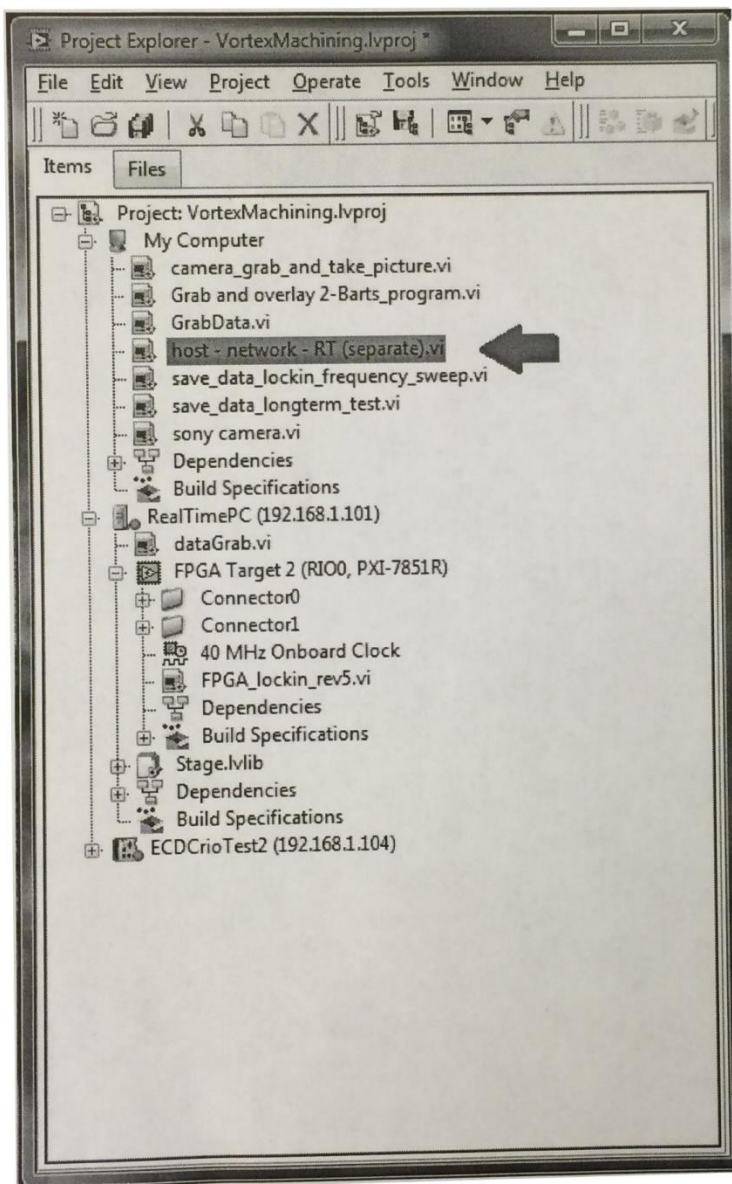 Project Explorer - VortexMachining.lvproj *
File Edit View Project Operate Tools Window Help
Items Files
Project: VortexMachining.lvproj
My Computer
camera_grab_and_take_picture.vi
Grab and overlay 2-Barts_program.vi
GrabData.vi
host - network - RT (separate).vi
save_data_lockin_frequency_sweep.vi
save_data_longterm_test.vi
sony camera.vi
Dependencies
Build Specifications
RealTimePC (192.168.1.101)
dataGrab.vi
FPGA Target 2 (RIO0, PXI-7851R)
Connector0
Connector1
40 MHz Onboard Clock
FPGA_lockin_rev5.vi
Dependencies
Build Specifications
Stage.lvlib
Dependencies
Build Specifications
ECDCrioTest2 (192.168.1.104)